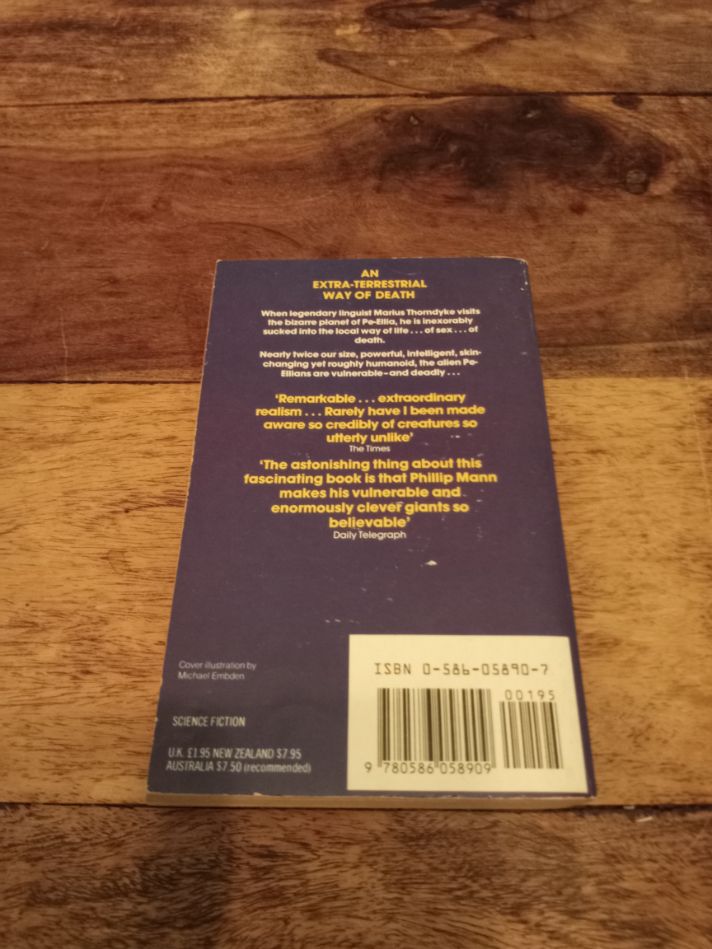 AN
EXTRA-TERRESTRIAL
WAY OF DEATH
When legendary linguist Marius Thorndyke visits
the bizarre planet of Pe-Ellia, he is inexorably
sucked into the local way of life . . . of sex . . . of
death.
Nearly twice our size, powerful, intelligent, skin-
changing yet roughly humanoid, the alien Pe-
Ellians are vulnerable – and deadly . . .
‘Remarkable . . . extraordinary
realism . . . Rarely have I been made
aware so credibly of creatures so
utterly unlike’
The Times
‘The astonishing thing about this
fascinating book is that Phillip Mann
makes his vulnerable and
enormously clever giants so
believable’
Daily Telegraph
Cover illustration by
Michael Embden
SCIENCE FICTION
U.K. £1.95 NEW ZEALAND $7.95
AUSTRALIA $7.50 (recommended)
ISBN 0-586-05890-7
00195
9 780586 058909